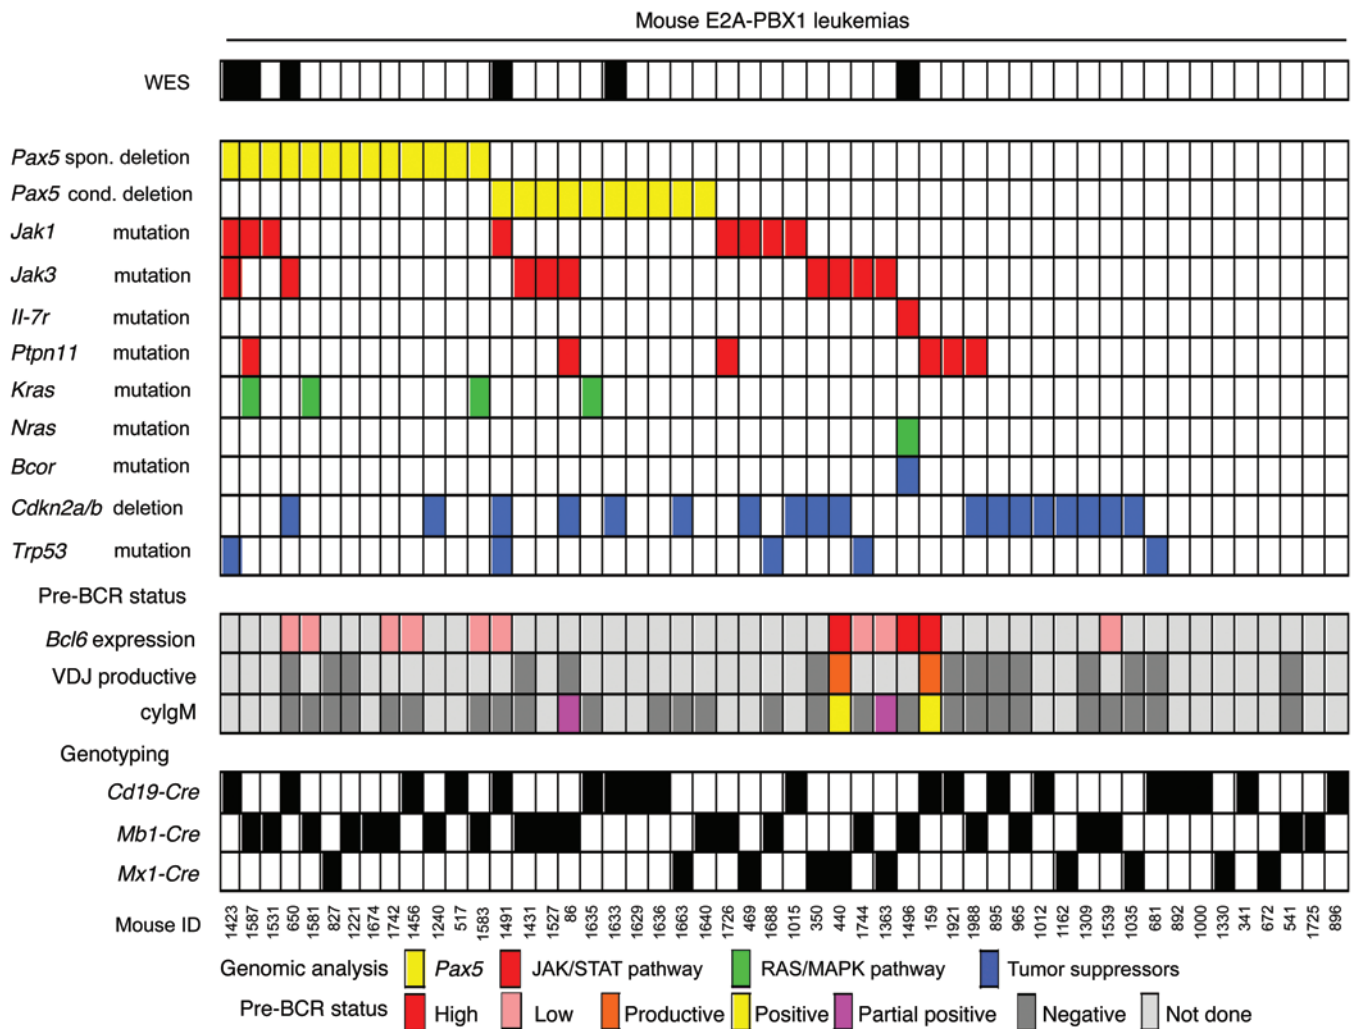 Mouse E2A-PBX1 leukemias
WES
Pax5 spon. deletion
Pax5 cond. deletion
Jak1 mutation
Jak3 mutation
Il-7r mutation
Ptpn11 mutation
Kras mutation
Nras mutation
Bcor mutation
Cdkn2a/b deletion
Trp53 mutation
Pre-BCR status
Bcl6 expression
VDJ productive
cyIgM
Genotyping
Cd19-Cre
Mb1-Cre
Mx1-Cre
Mouse ID 1423 1587 1531 650 1581 827 1221 1674 1742 1456 1240 517 1583 1491 1431 1527 86 1635 1633 1629 1636 1663 1640 1726 469 1688 1015 350 440 1744 1363 1496 159 1921 1988 895 965 1012 1162 1309 1539 1035 681 892 1000 1330 341 672 541 1725 896
Genomic analysis Pax5 JAK/STAT pathway RAS/MAPK pathway Tumor suppressors
Pre-BCR status High Low Productive Positive Partial positive Negative Not done